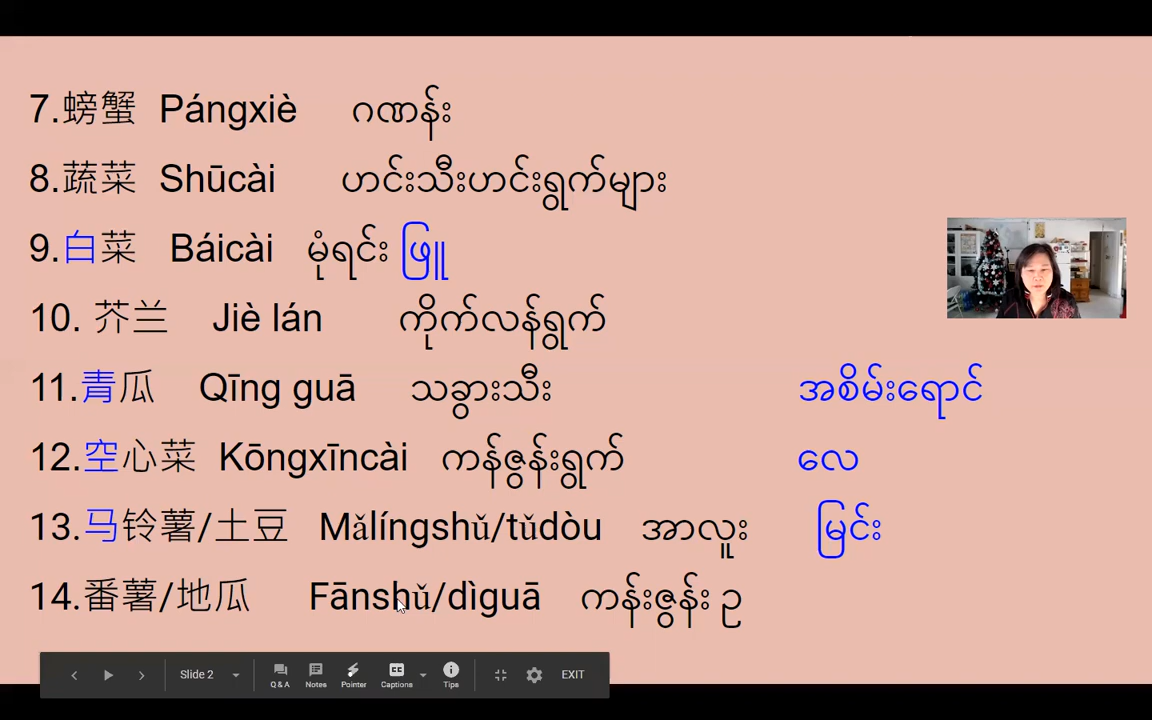 7.螃蟹 Pángxiè ဂဏန်း
8.蔬菜 Shūcài ဟင်းသီးဟင်းရွက်များ
9.白菜 Báicài မုံရင်း ဖြူ
10. 芥兰 Jiè lán ကိုက်လန်ရွက်
11.青瓜 Qīng guā သခွားသီး အစိမ်းရောင်
12.空心菜 Kōngxīncài ကန်ဇွန်းရွက် လေ
13.马铃薯/土豆 Mǎlíngshǔ/tǔdòu အာလူး မြင်း
14.番薯/地瓜 Fānshǔ/dìguā ကန်းဇွန်း ဥ
Slide 2 Q & A Notes Pointer CC Captions Tips EXIT